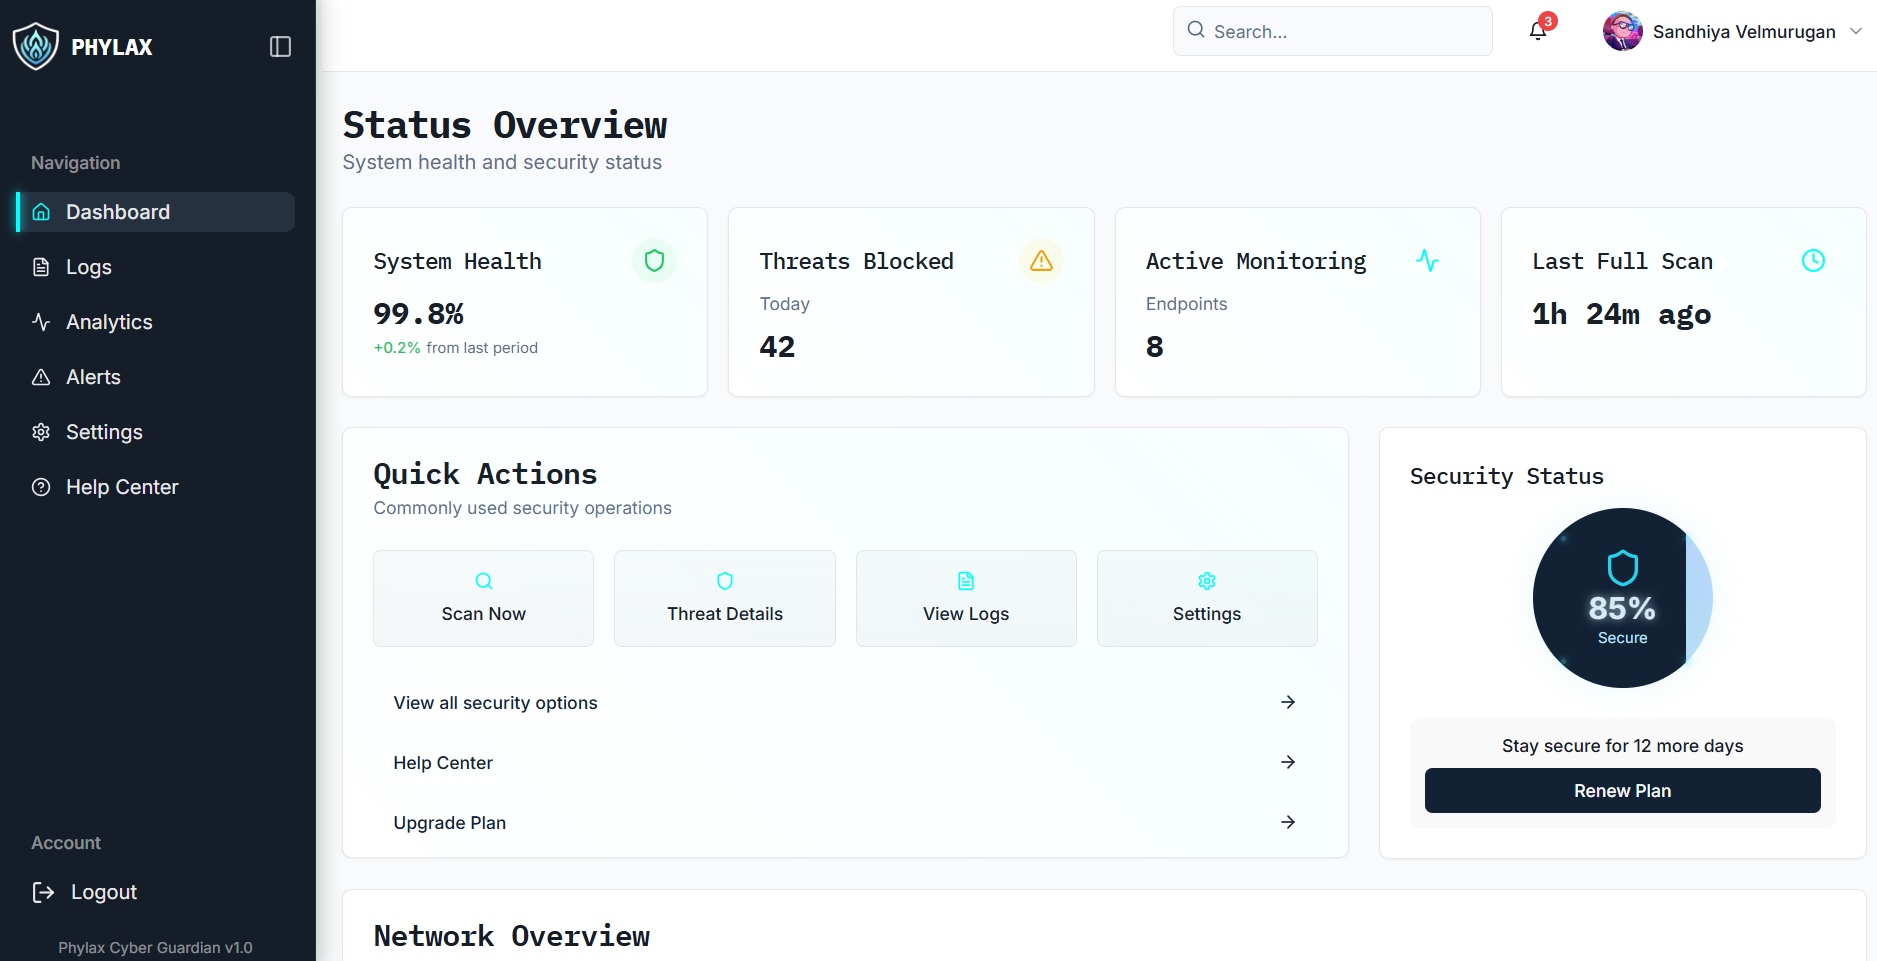 PHYLAX
Search...
3
Sandhiya Velmurugan
Navigation
Dashboard
Logs
Analytics
Alerts
Settings
Help Center
Account
Logout
Phylax Cyber Guardian v1.0
Status Overview
System health and security status
System Health
99.8%
+0.2% from last period
Threats Blocked
Today
42
Active Monitoring
Endpoints
8
Last Full Scan
1h 24m ago
Quick Actions
Commonly used security operations
Scan Now
Threat Details
View Logs
Settings
View all security options
Help Center
Upgrade Plan
Security Status
85%
Secure
Stay secure for 12 more days
Renew Plan
Network Overview